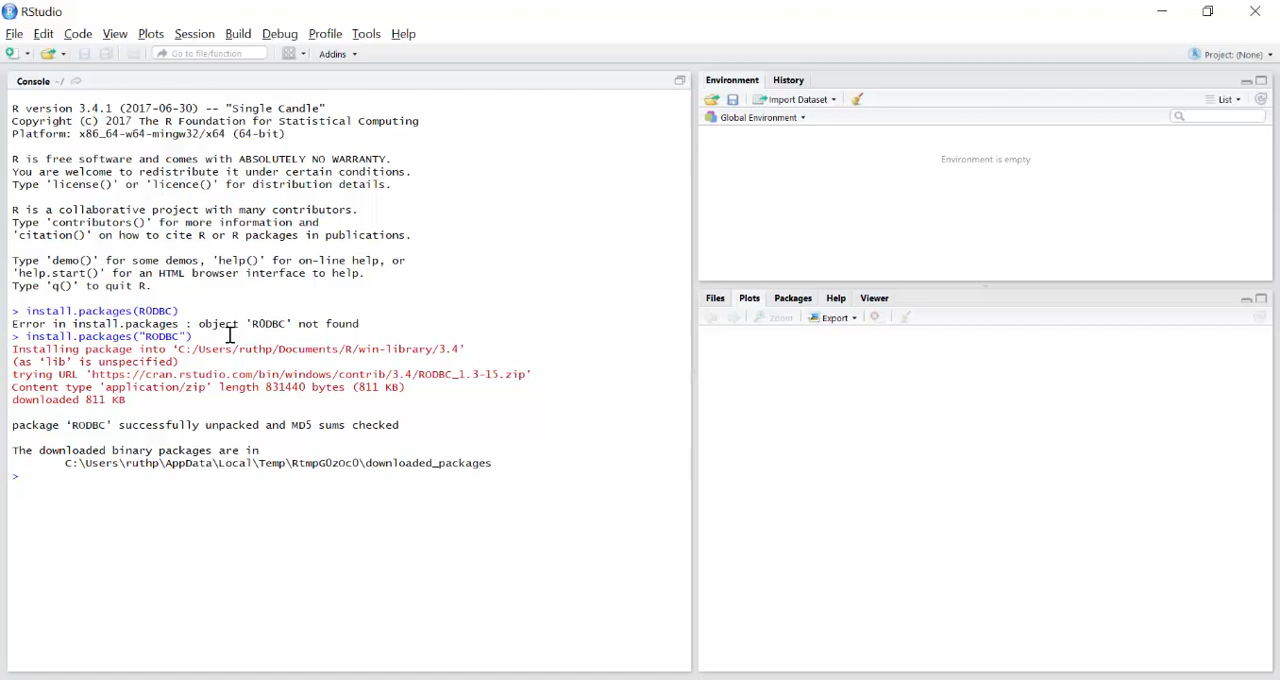 RStudio
File Edit Code View Plots Session Build Debug Profile Tools Help
Go to file/function Addins Project: (None)
Console ~/
R version 3.4.1 (2017-06-30) -- "Single Candle"
Copyright (C) 2017 The R Foundation for Statistical Computing
Platform: x86_64-w64-mingw32/x64 (64-bit)
R is free software and comes with ABSOLUTELY NO WARRANTY.
You are welcome to redistribute it under certain conditions.
Type 'license()' or 'licence()' for distribution details.
R is a collaborative project with many contributors.
Type 'contributors()' for more information and
'citation()' on how to cite R or R packages in publications.
Type 'demo()' for some demos, 'help()' for on-line help, or
'help.start()' for an HTML browser interface to help.
Type 'q()' to quit R.
> install.packages(RODBC)
Error in install.packages : object 'RODBC' not found
> install.packages("RODBC")
Installing package into ‘C:/Users/ruthp/Documents/R/win-library/3.4’
(as ‘lib’ is unspecified)
trying URL 'https://cran.rstudio.com/bin/windows/contrib/3.4/RODBC_1.3-15.zip'
Content type 'application/zip' length 831440 bytes (811 KB)
downloaded 811 KB
package ‘RODBC’ successfully unpacked and MD5 sums checked
The downloaded binary packages are in
C:\Users\ruthp\AppData\Local\Temp\RtmpG0zOcO\downloaded_packages
>
Environment History
Import Dataset List
Global Environment
Environment is empty
Files Plots Packages Help Viewer
Zoom Export